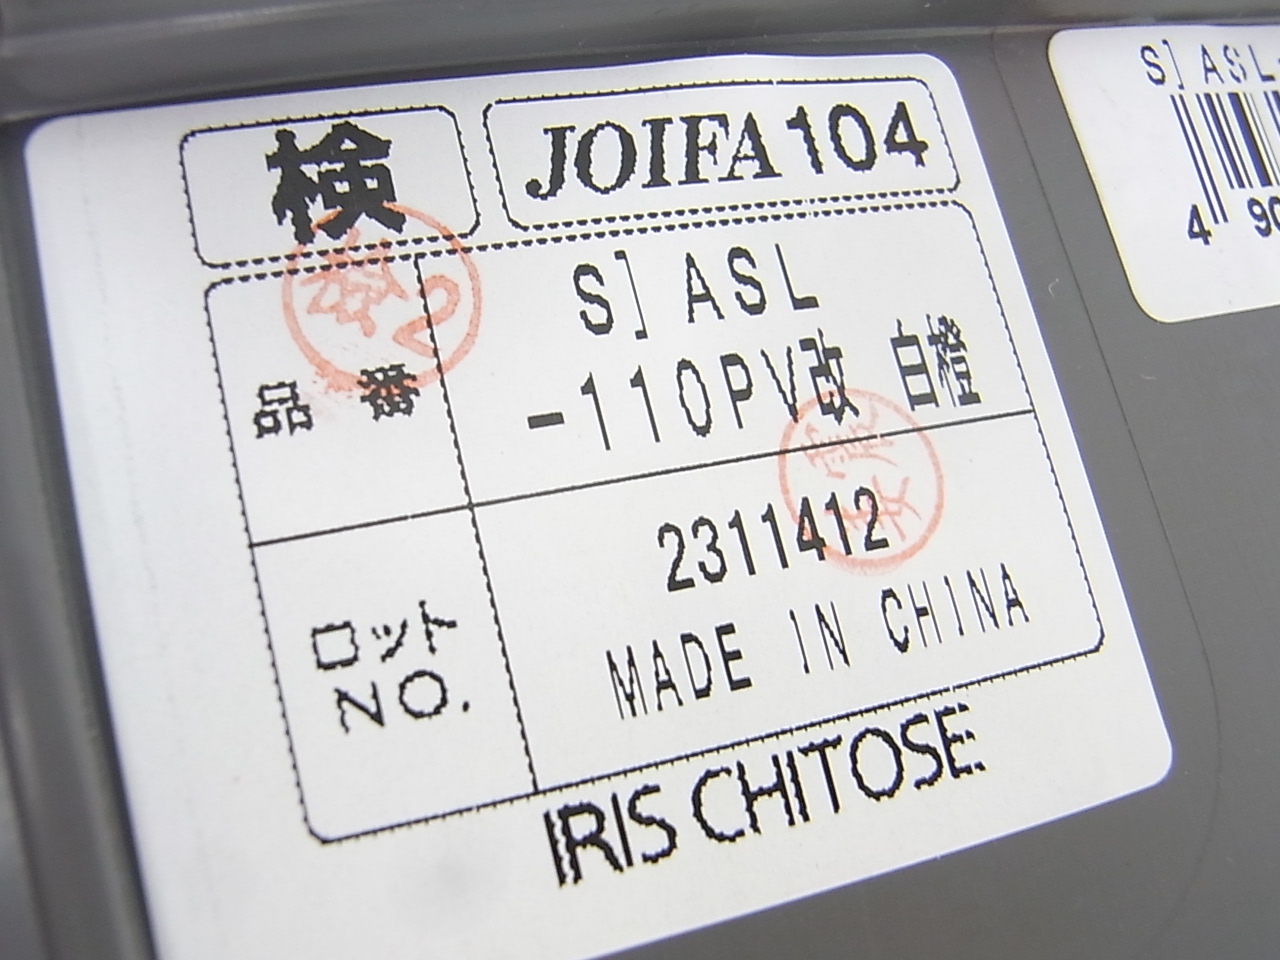 検
JOIFA104
品番
S] ASL
-110PV改 白橙
ロット
NO.
2311412
MADE IN CHINA
IRIS CHITOSE
S] ASL-
4 90